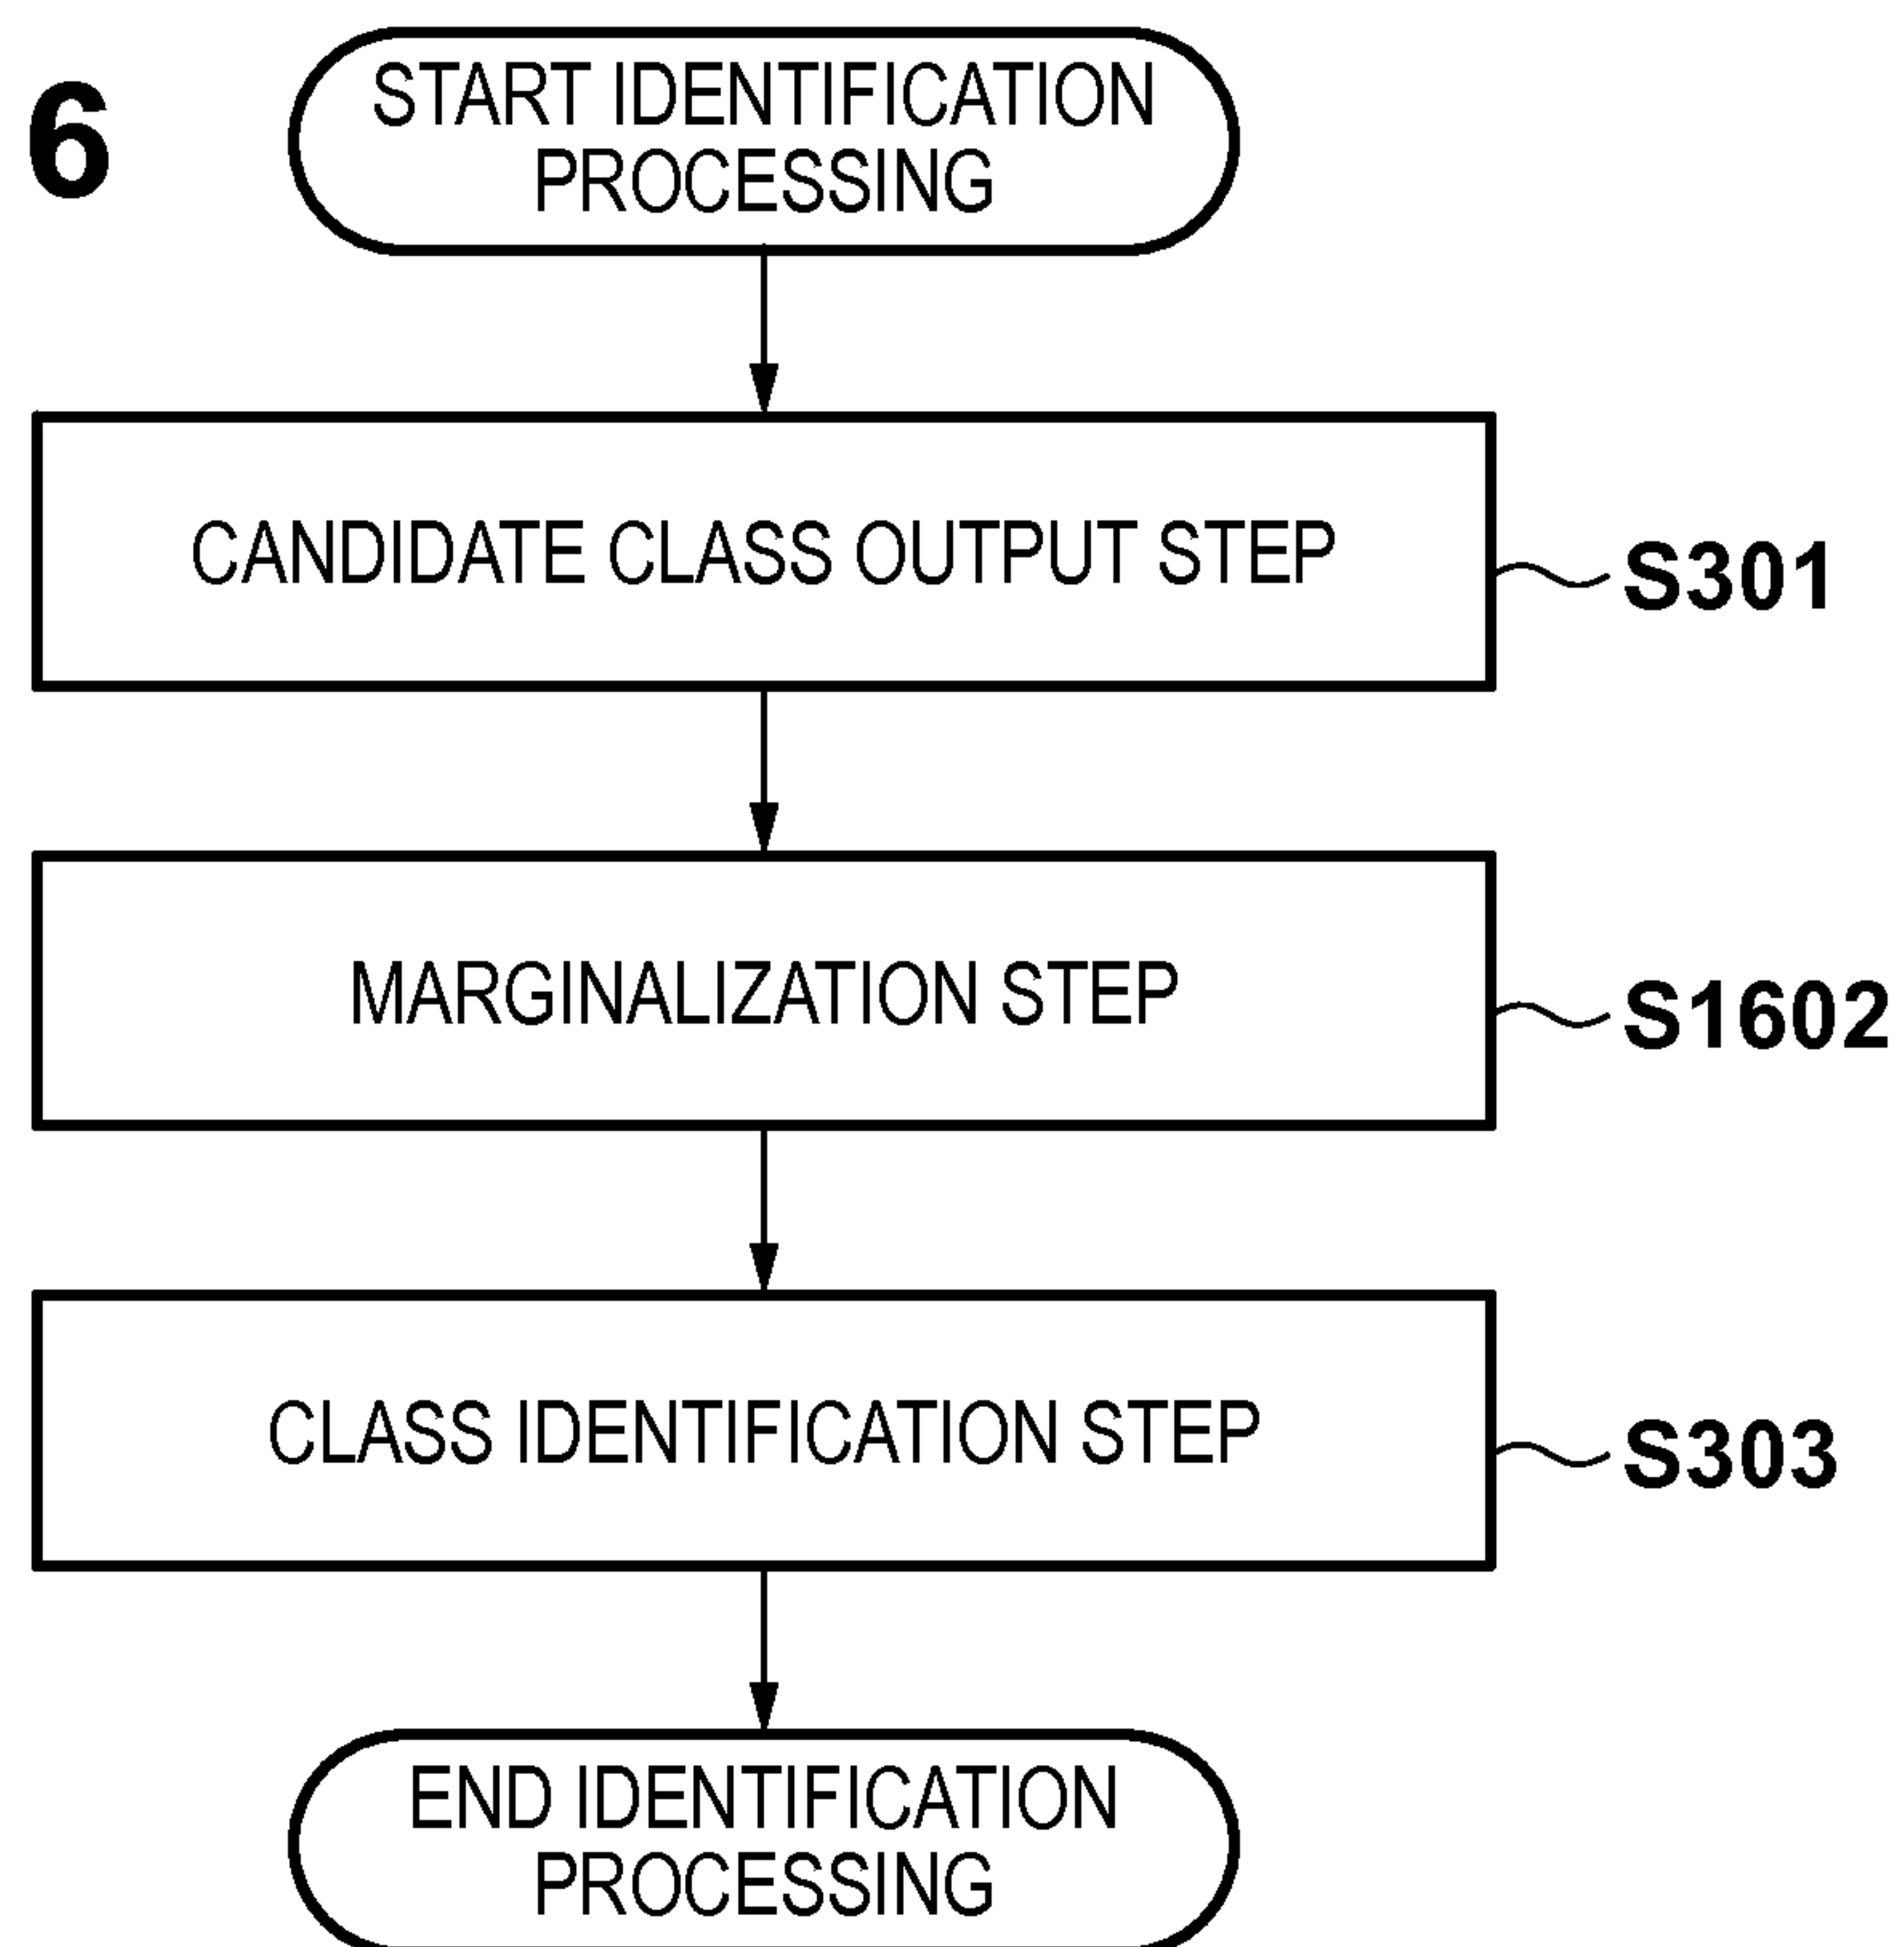 6
START IDENTIFICATION
PROCESSING
CANDIDATE CLASS OUTPUT STEP
S301
MARGINALIZATION STEP
S1602
CLASS IDENTIFICATION STEP
S303
END IDENTIFICATION
PROCESSING